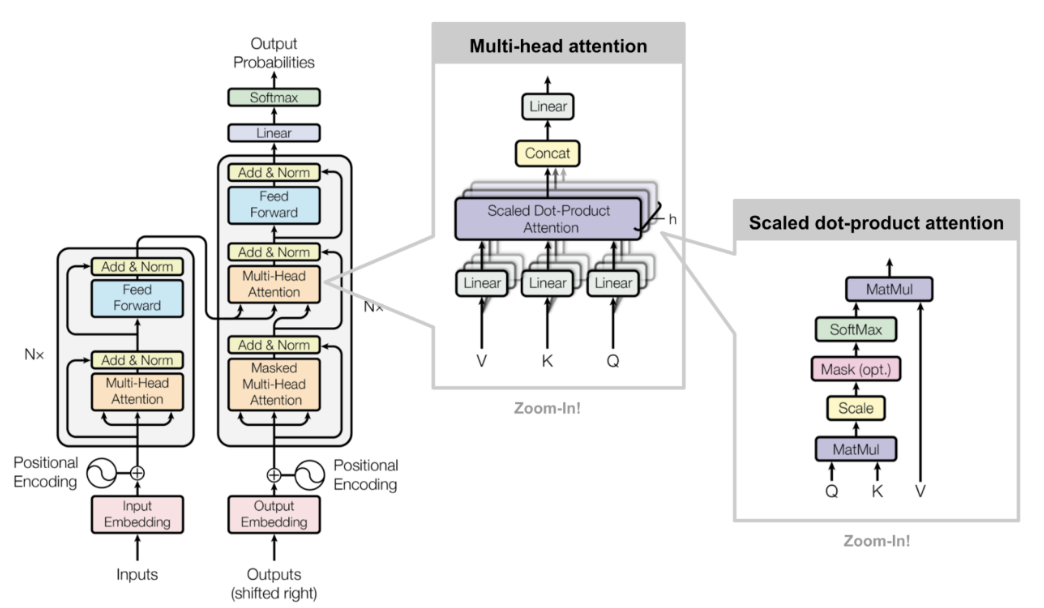 Output
Probabilities
Softmax
Linear
Add & Norm
Feed
Forward
Add & Norm
Multi-Head
Attention
Nx
Add & Norm
Masked
Multi-Head
Attention
Add & Norm
Feed
Forward
Nx
Add & Norm
Multi-Head
Attention
Positional
Encoding
Positional
Encoding
Input
Embedding
Output
Embedding
Inputs
Outputs
(shifted right)
Multi-head attention
Linear
Concat
Scaled Dot-Product
Attention
h
Linear
Linear
Linear
V
K
Q
Zoom-In!
Scaled dot-product attention
MatMul
SoftMax
Mask (opt.)
Scale
MatMul
Q
K
V
Zoom-In!